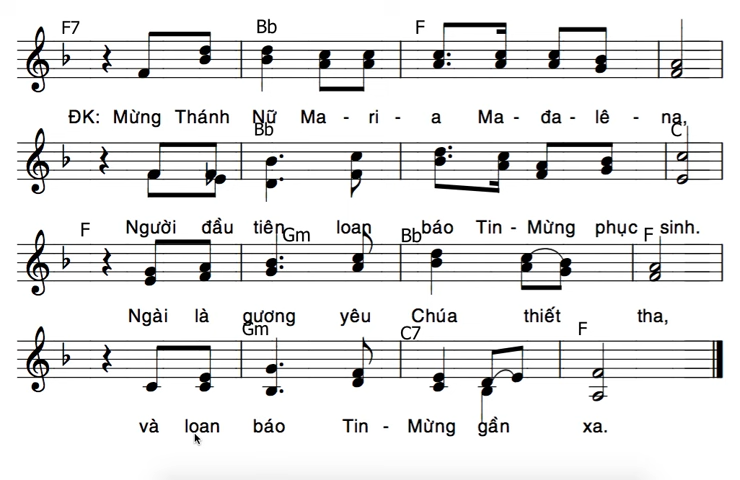 F7 Bb F
ĐK: Mừng Thánh Nữ Ma - ri - a Ma - đa - lê - na,
Bb C
Người đầu tiên loan báo Tin - Mừng phục sinh.
F Gm Bb F
Ngài là gương yêu Chúa thiết tha,
Gm C7 F
và loan báo Tin - Mừng gần xa.